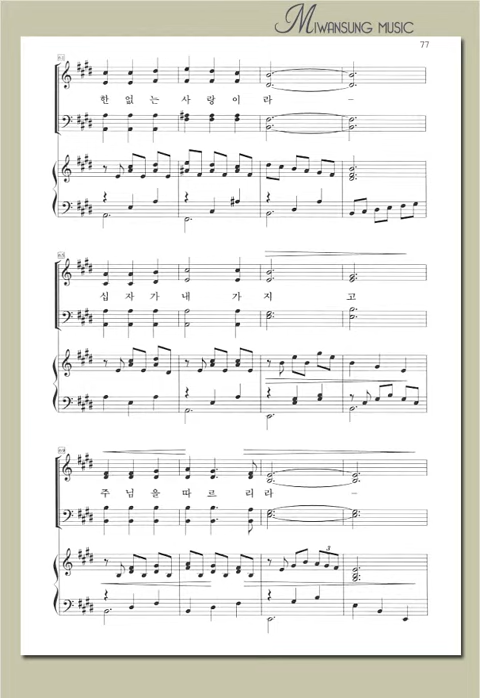 MIWANSUNG MUSIC
77
한 없 는 사 랑 이 라 –
십 자 가 내 가 지 고
주 님 을 따 르 리 라 –
3